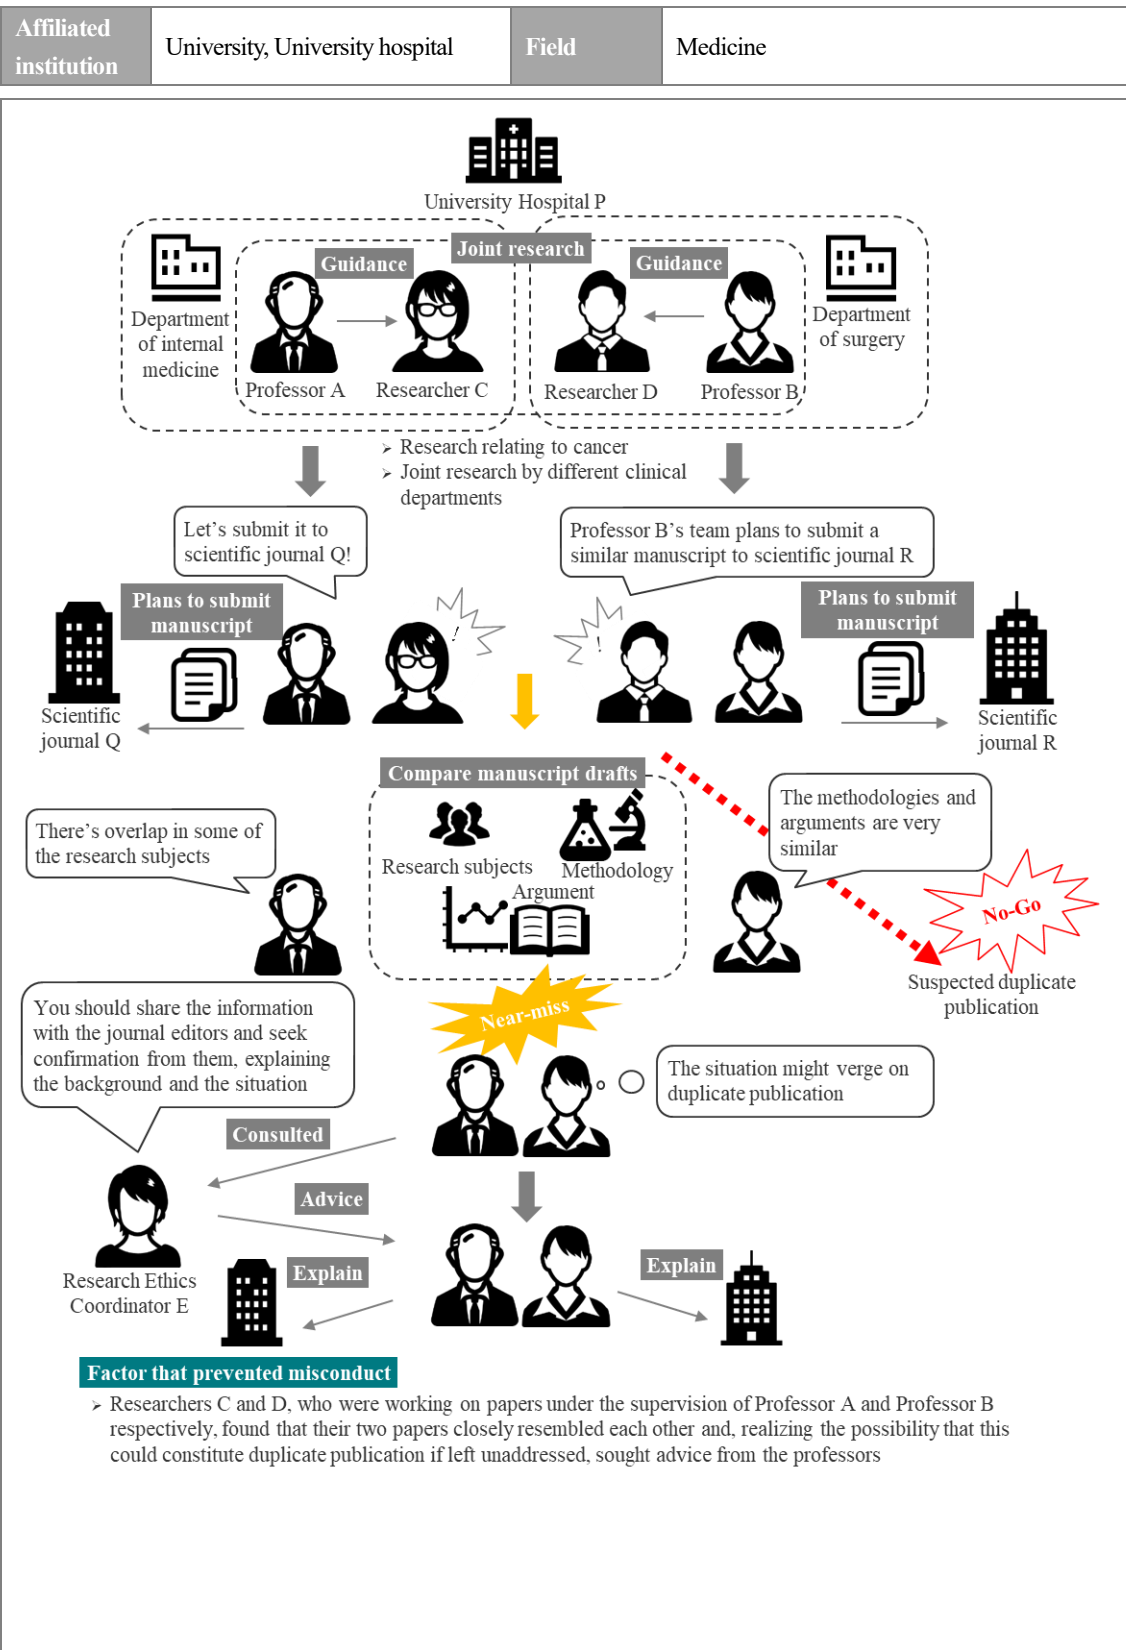 Affiliated
institution
University, University hospital
Field
Medicine
University Hospital P
Joint research
Guidance
Guidance
Department
of internal
medicine
Department
of surgery
Professor A
Researcher C
Researcher D
Professor B
➢ Research relating to cancer
➢ Joint research by different clinical
departments
Let’s submit it to
scientific journal Q!
Professor B’s team plans to submit a
similar manuscript to scientific journal R
Plans to submit
manuscript
Plans to submit
manuscript
!
!
Scientific
journal Q
Scientific
journal R
Compare manuscript drafts
There’s overlap in some of
the research subjects
Research subjects
Methodology
Argument
The methodologies and
arguments are very
similar
No-Go
Suspected duplicate
publication
You should share the information
with the journal editors and seek
confirmation from them, explaining
the background and the situation
Near-miss
The situation might verge on
duplicate publication
Consulted
Advice
Research Ethics
Coordinator E
Explain
Explain
Factor that prevented misconduct
➢ Researchers C and D, who were working on papers under the supervision of Professor A and Professor B
respectively, found that their two papers closely resembled each other and, realizing the possibility that this
could constitute duplicate publication if left unaddressed, sought advice from the professors